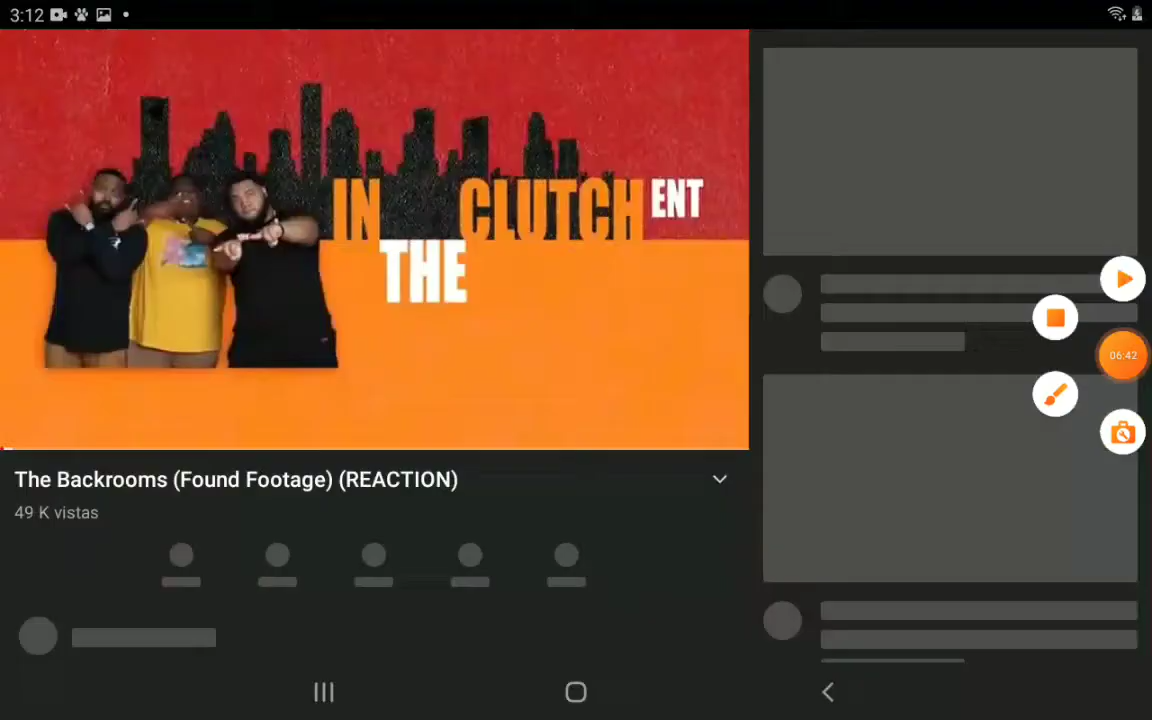 3:12
IN CLUTCH ENT
THE
06:42
The Backrooms (Found Footage) (REACTION)
49 K vistas